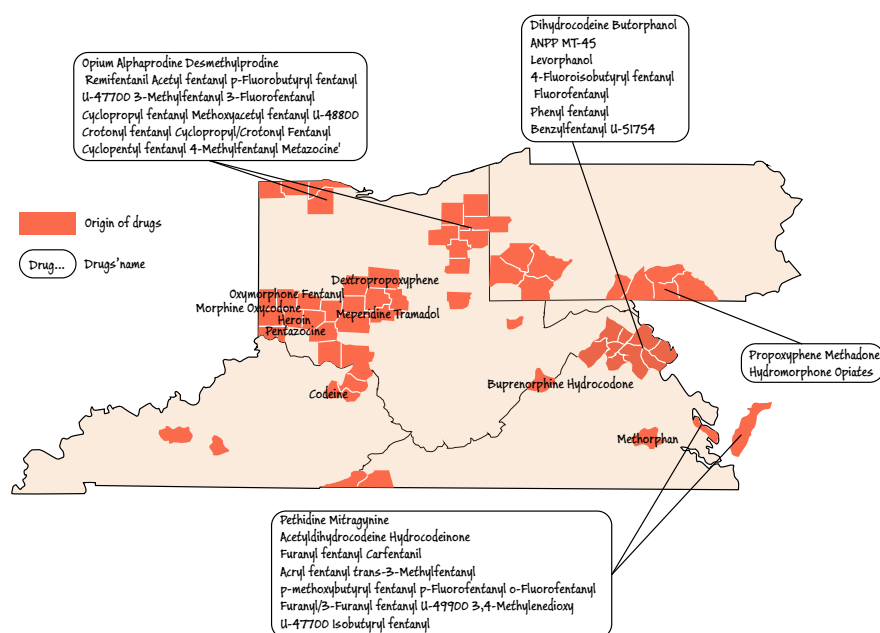 Dihydrocodeine Butorphanol
ANPP MT-45
Levorphanol
4-Fluoroisobutyryl fentanyl
Fluorofentanyl
Phenyl fentanyl
Benzylfentanyl U-51754
Opium Alphaprodine Desmethylprodine
Remifentanil Acetyl fentanyl p-Fluorobutyryl fentanyl
U-47700 3-Methylfentanyl 3-Fluorofentanyl
Cyclopropyl fentanyl Methoxyacetyl fentanyl U-48800
Crotonyl fentanyl Cyclopropyl/Crotonyl Fentanyl
Cyclopentyl fentanyl 4-Methylfentanyl Metazocine'
Origin of drugs
Drug...
Drugs'name
Dextropropoxyphene
Oxymorphone Fentanyl
Morphine Oxycodone
Meperidine Tramadol
Heroin
Pentazocine
Codeine
Buprenorphine Hydrocodone
Methorphan
Propoxyphene Methadone
Hydromorphone Opiates
Pethidine Mitragynine
Acetyldihydrocodeine Hydrocodeinone
Furanyl fentanyl Carfentanil
Acryl fentanyl trans-3-Methylfentanyl
p-methoxybutyryl fentanyl p-Fluorofentanyl o-Fluorofentanyl
Furanyl/3-Furanyl fentanyl U-49900 3,4-Methylenedioxy
U-47700 Isobutyryl fentanyl